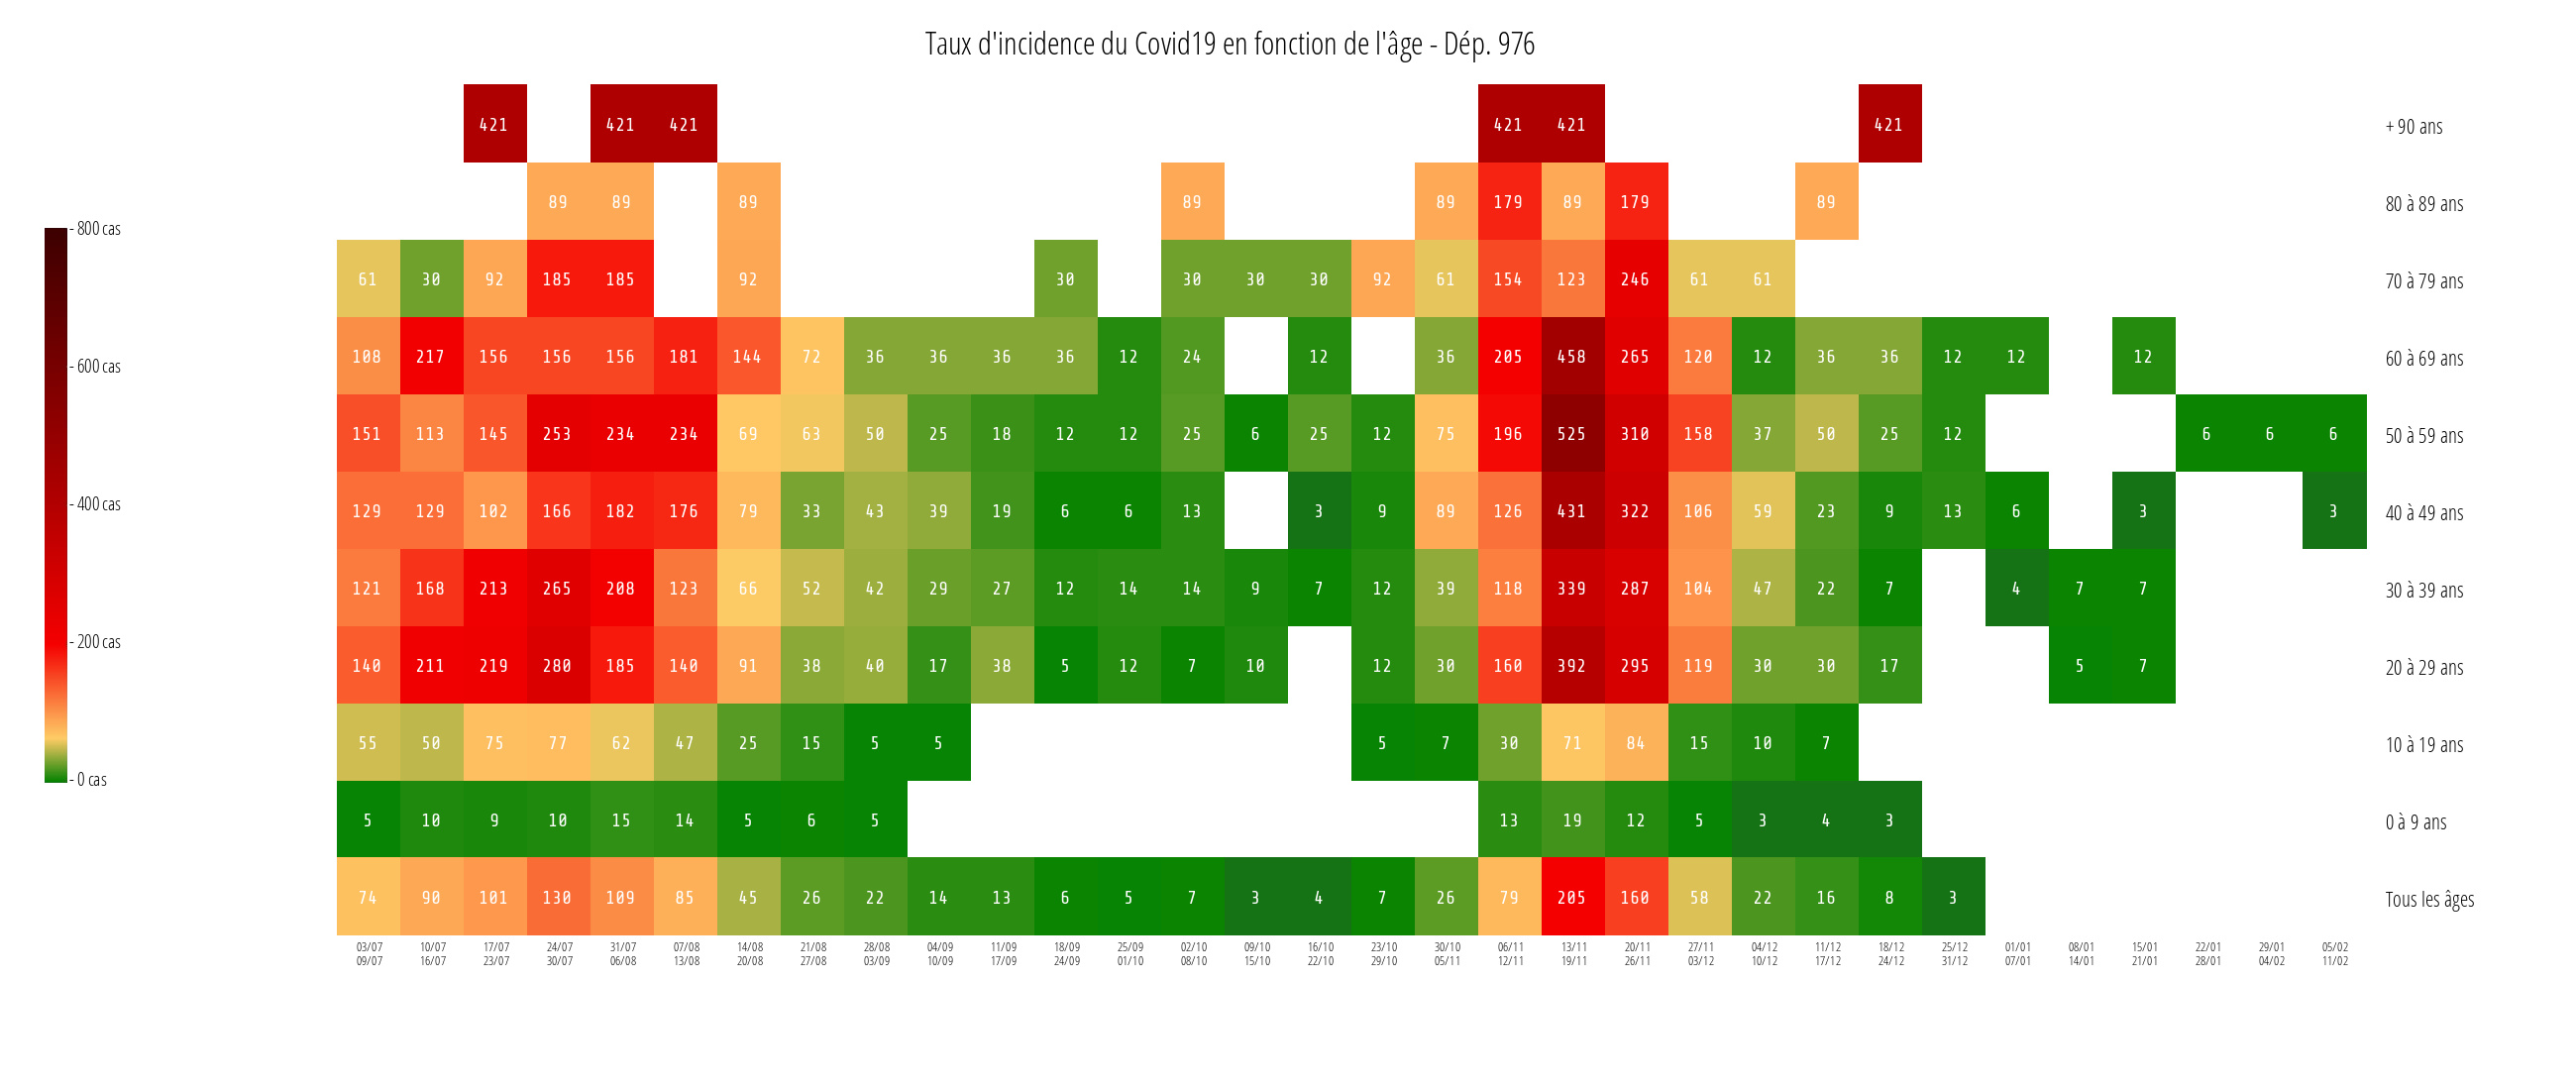 Taux d'incidence du Covid19 en fonction de l'âge - Dép. 976
421 421 421 421 421 421 + 90 ans
89 89 89 89 89 179 89 179 89 80 à 89 ans
- 800 cas
61 30 92 185 185 92 30 30 30 30 92 61 154 123 246 61 61 70 à 79 ans
108 217 156 156 156 181 144 72 36 36 36 36 12 24 12 36 205 458 265 120 12 36 36 12 12 12 60 à 69 ans
- 600 cas
151 113 145 253 234 234 69 63 50 25 18 12 12 25 6 25 12 75 196 525 310 158 37 50 25 12 6 6 6 50 à 59 ans
- 400 cas
129 129 102 166 182 176 79 33 43 39 19 6 6 13 3 9 89 126 431 322 106 59 23 9 13 6 3 3 40 à 49 ans
121 168 213 265 208 123 66 52 42 29 27 12 14 14 9 7 12 39 118 339 287 104 47 22 7 4 7 7 30 à 39 ans
- 200 cas
140 211 219 280 185 140 91 38 40 17 38 5 12 7 10 12 30 160 392 295 119 30 30 17 5 7 20 à 29 ans
55 50 75 77 62 47 25 15 5 5 5 7 30 71 84 15 10 7 10 à 19 ans
- 0 cas
5 10 9 10 15 14 5 6 5 13 19 12 5 3 4 3 0 à 9 ans
74 90 101 130 109 85 45 26 22 14 13 6 5 7 3 4 7 26 79 205 160 58 22 16 8 3 Tous les âges
03/07 10/07 17/07 24/07 31/07 07/08 14/08 21/08 28/08 04/09 11/09 18/09 25/09 02/10 09/10 16/10 23/10 30/10 06/11 13/11 20/11 27/11 04/12 11/12 18/12 25/12 01/01 08/01 15/01 22/01 29/01 05/02
09/07 16/07 23/07 30/07 06/08 13/08 20/08 27/08 03/09 10/09 17/09 24/09 01/10 08/10 15/10 22/10 29/10 05/11 12/11 19/11 26/11 03/12 10/12 17/12 24/12 31/12 07/01 14/01 21/01 28/01 04/02 11/02